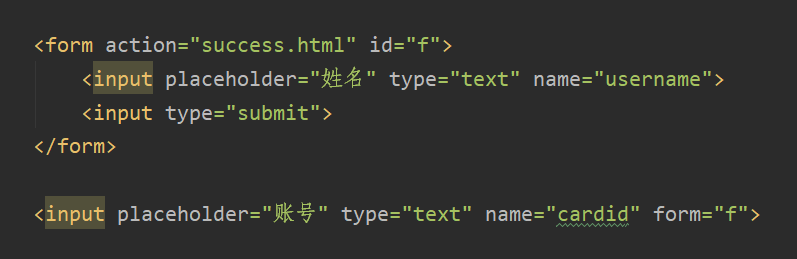 <form action="success.html" id="f">
<input placeholder="姓名" type="text" name="username">
<input type="submit">
</form>
<input placeholder="账号" type="text" name="cardid" form="f">